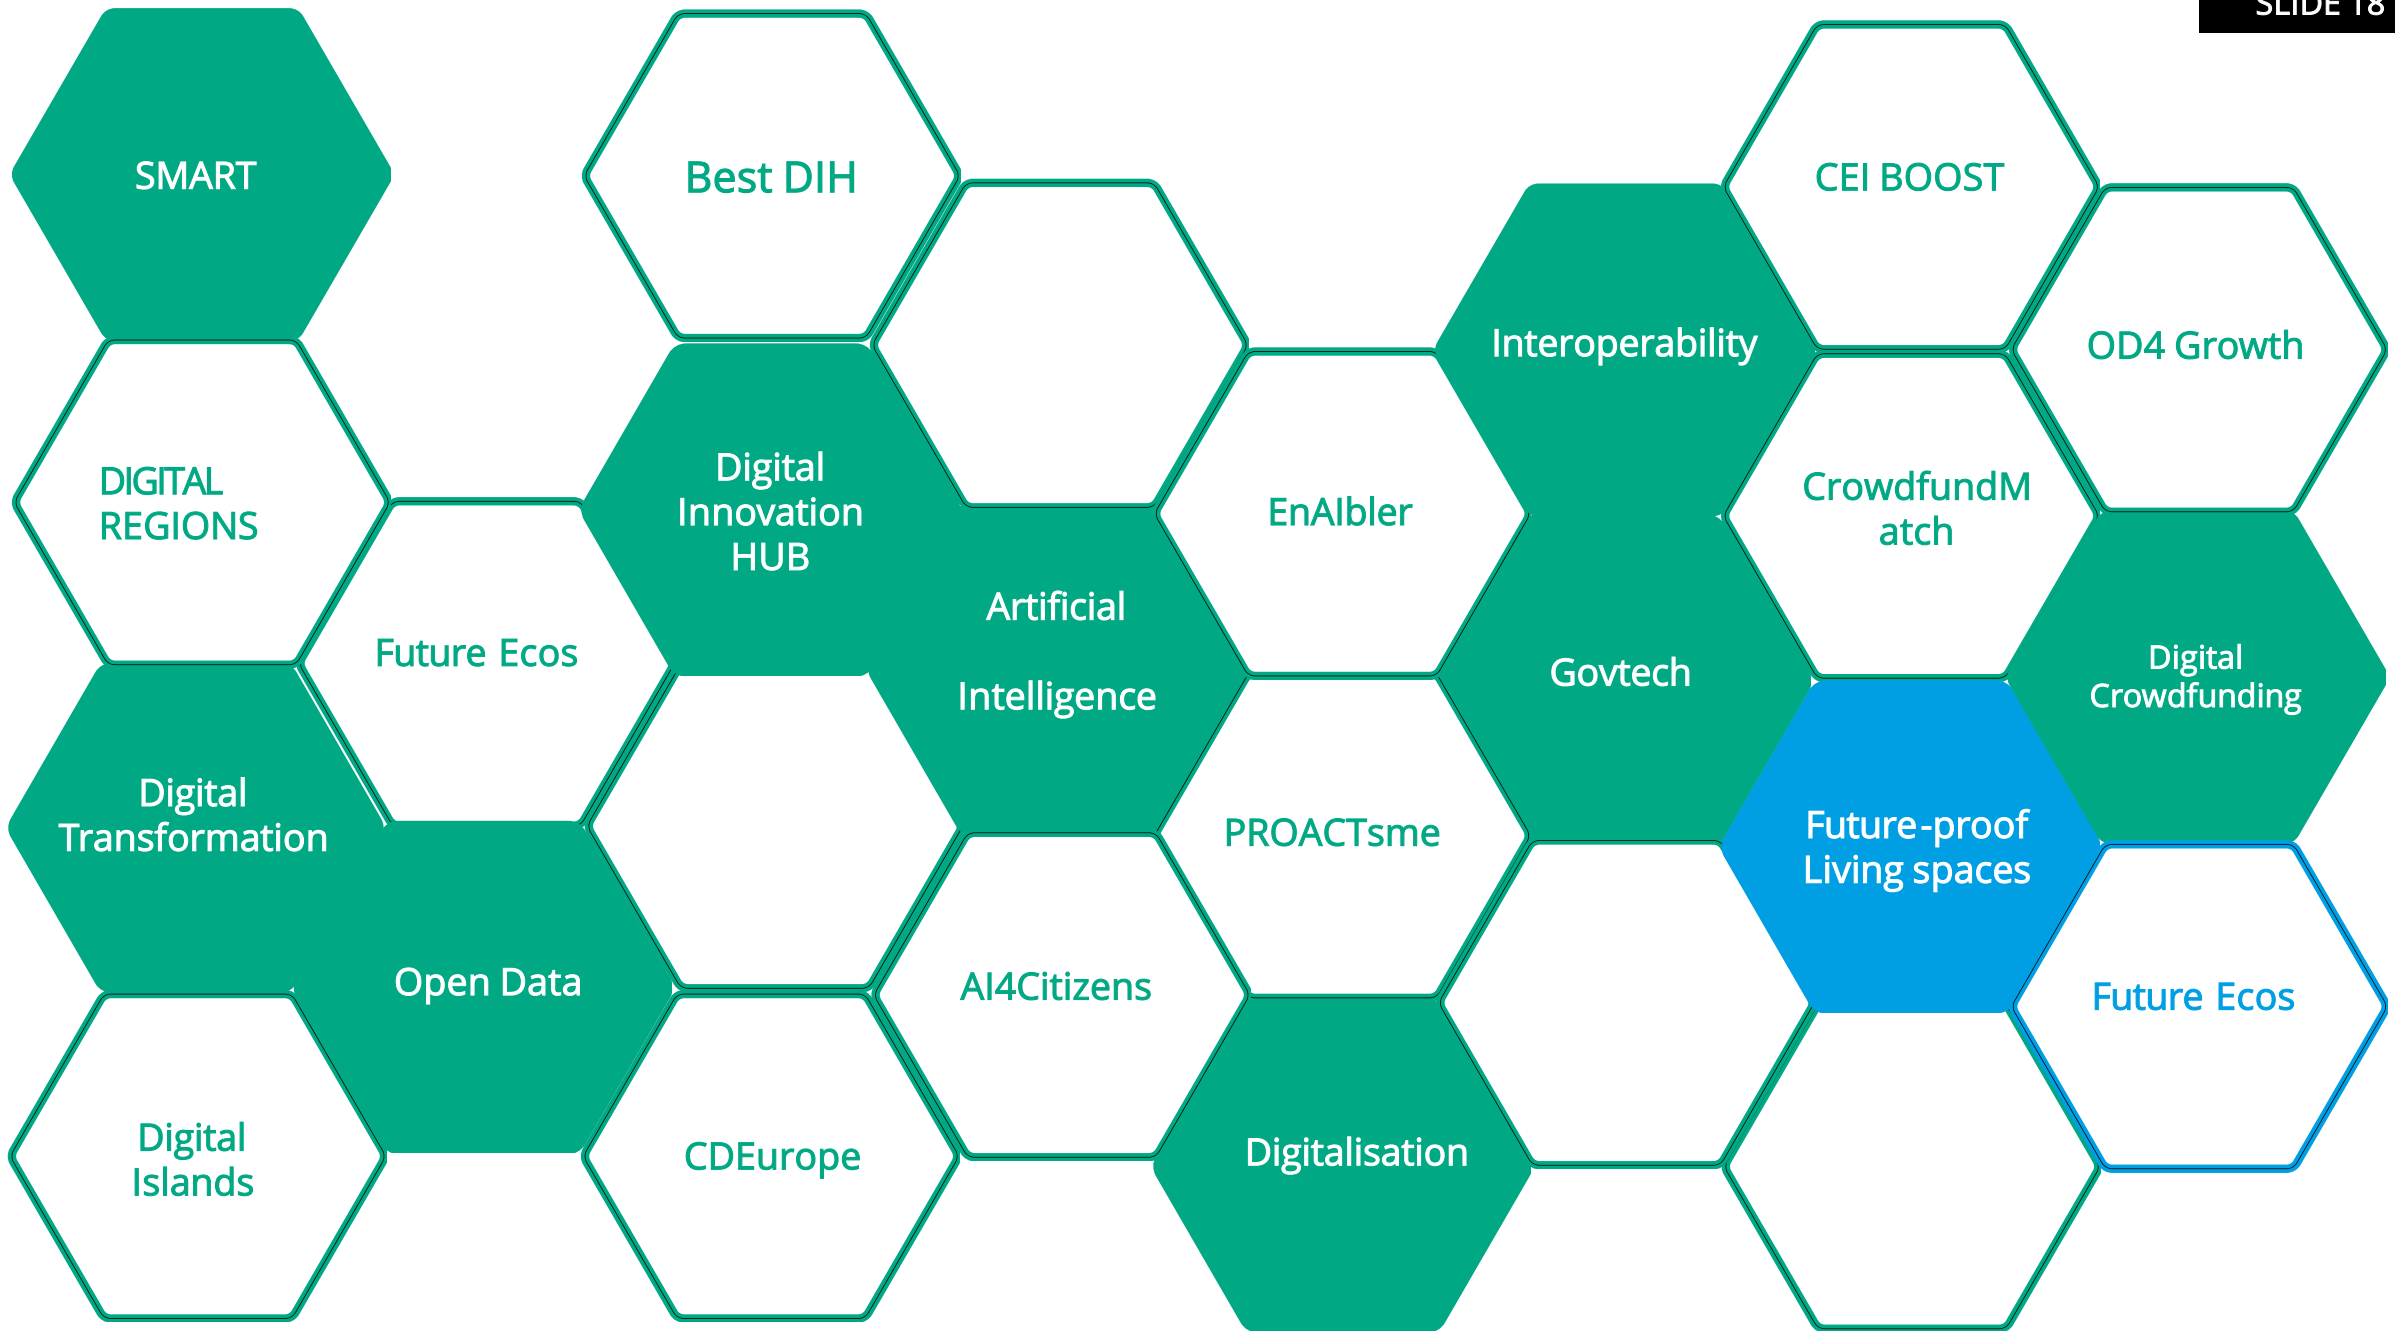 SLIDE 18
SMART
Best DIH
CEI BOOST
Interoperability
OD4 Growth
DIGITAL
REGIONS
Digital
Innovation
HUB
EnAIbler
CrowdfundM
atch
Future Ecos
Artificial
Intelligence
Govtech
Digital
Crowdfunding
Digital
Transformation
PROACTsme
Future-proof
Living spaces
Open Data
AI4Citizens
Future Ecos
Digital
Islands
CDEurope
Digitalisation